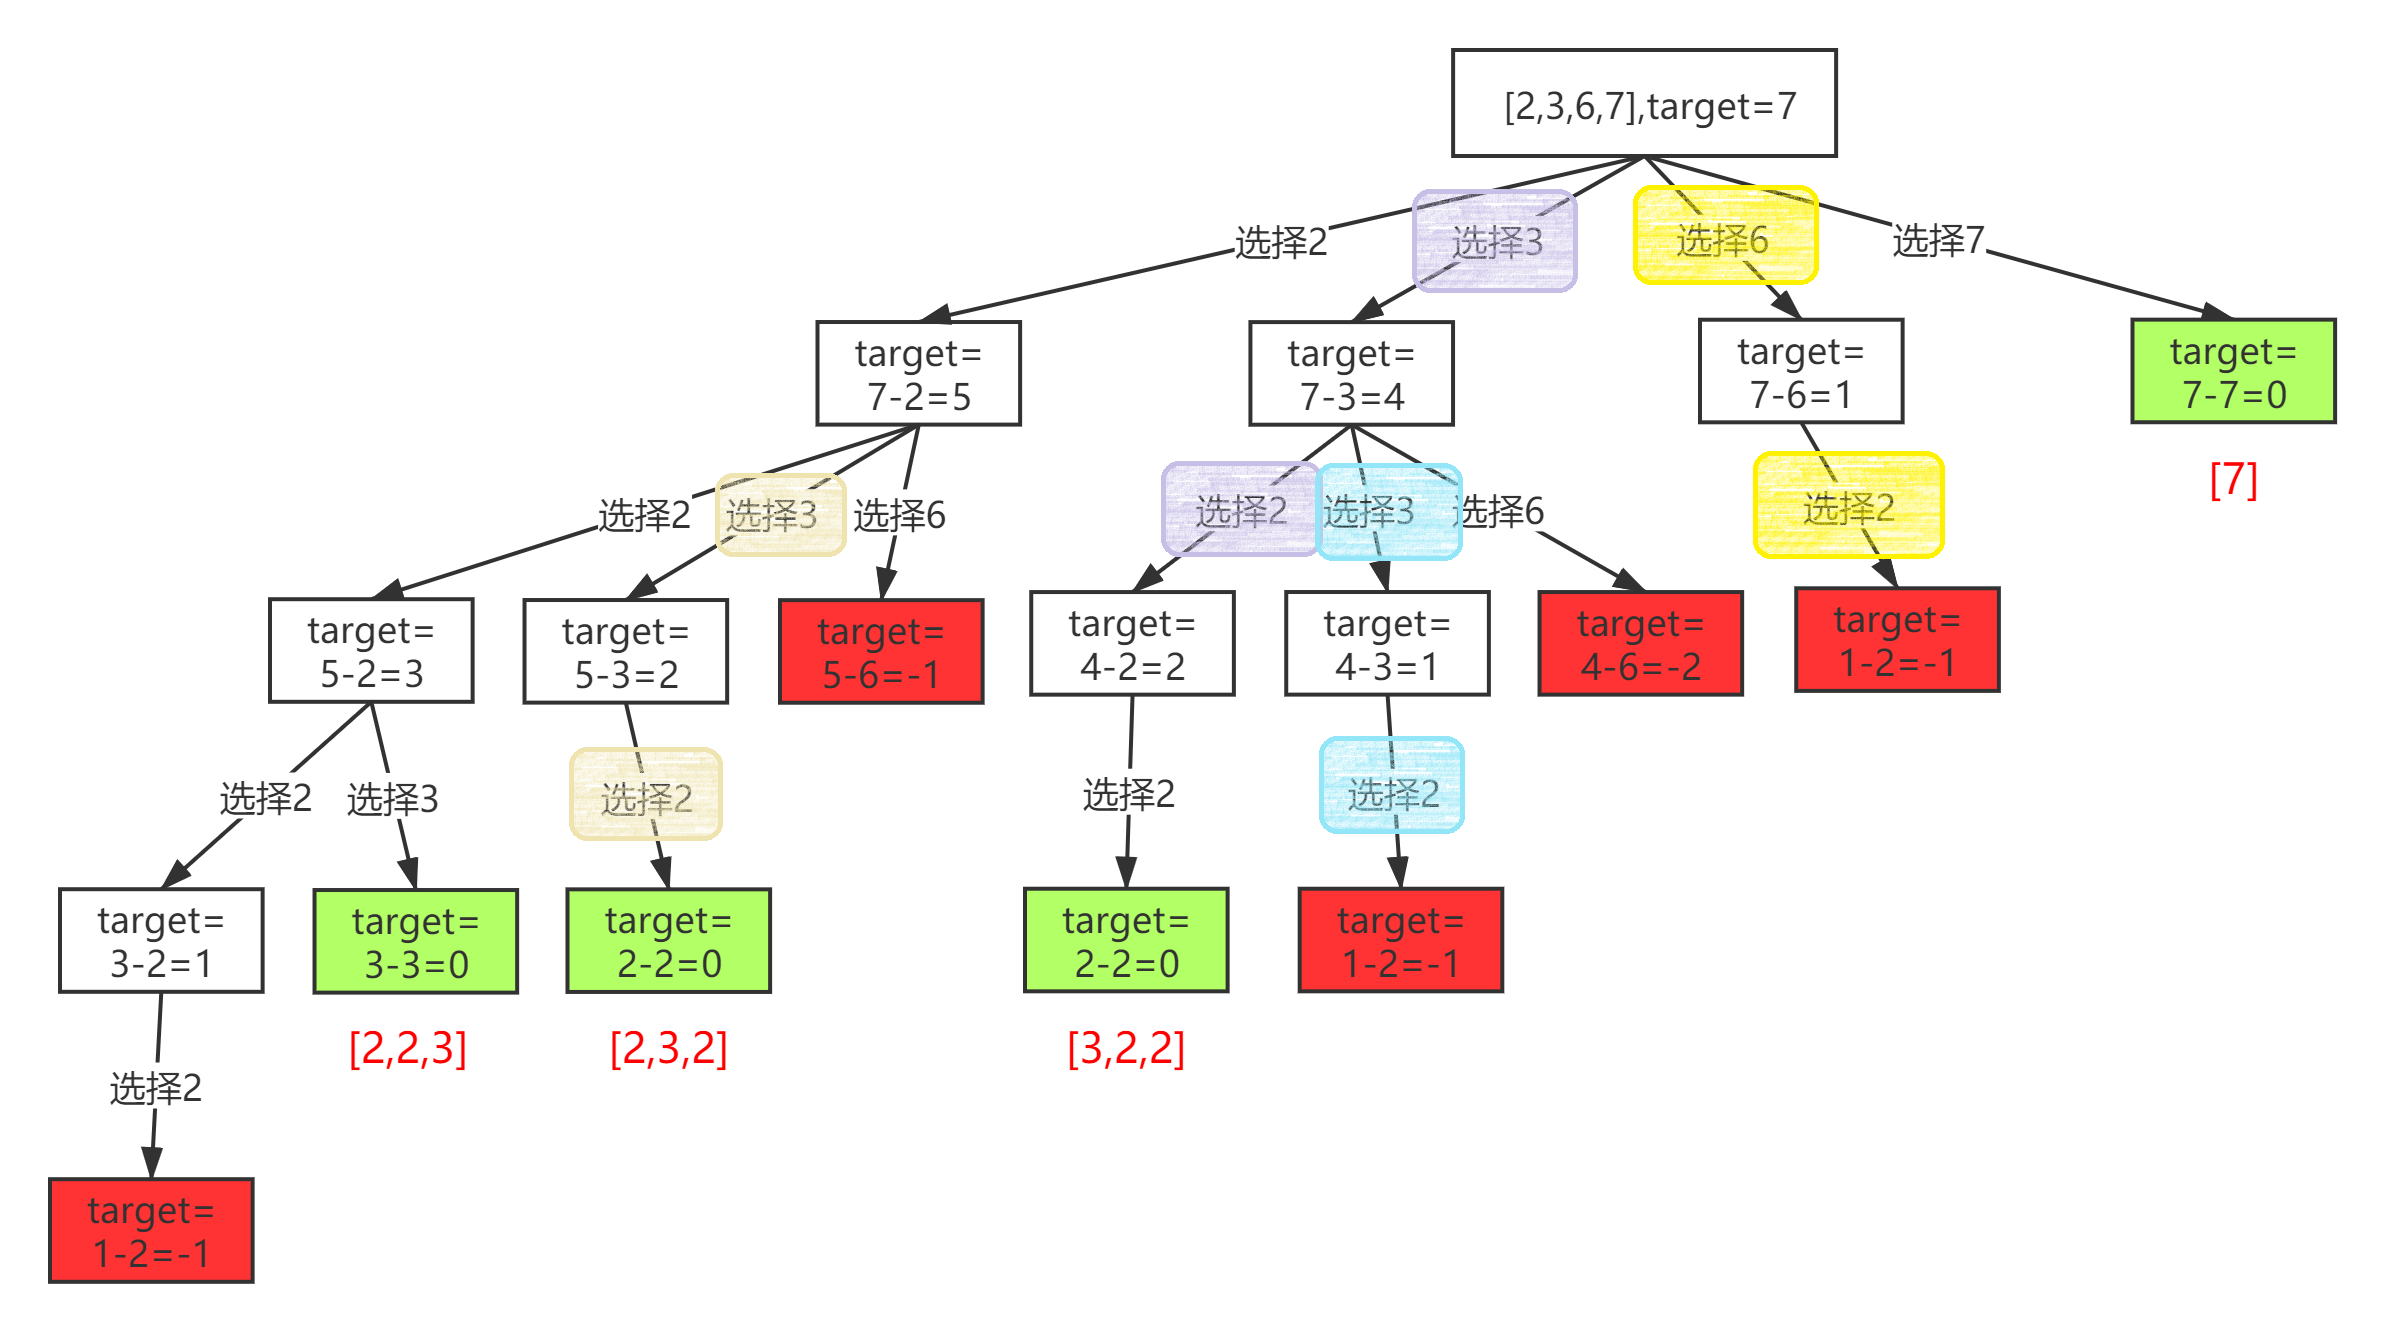 [2,3,6,7],target=7
选择2
选择3
选择6
选择7
target=
7-2=5
target=
7-3=4
target=
7-6=1
target=
7-7=0
[7]
选择2
选择3
选择6
选择2
选择3
选择6
选择2
target=
5-2=3
target=
5-3=2
target=
5-6=-1
target=
4-2=2
target=
4-3=1
target=
4-6=-2
target=
1-2=-1
选择2
选择3
选择2
选择2
选择2
target=
3-2=1
target=
3-3=0
target=
2-2=0
target=
2-2=0
target=
1-2=-1
[2,2,3]
[2,3,2]
[3,2,2]
选择2
target=
1-2=-1